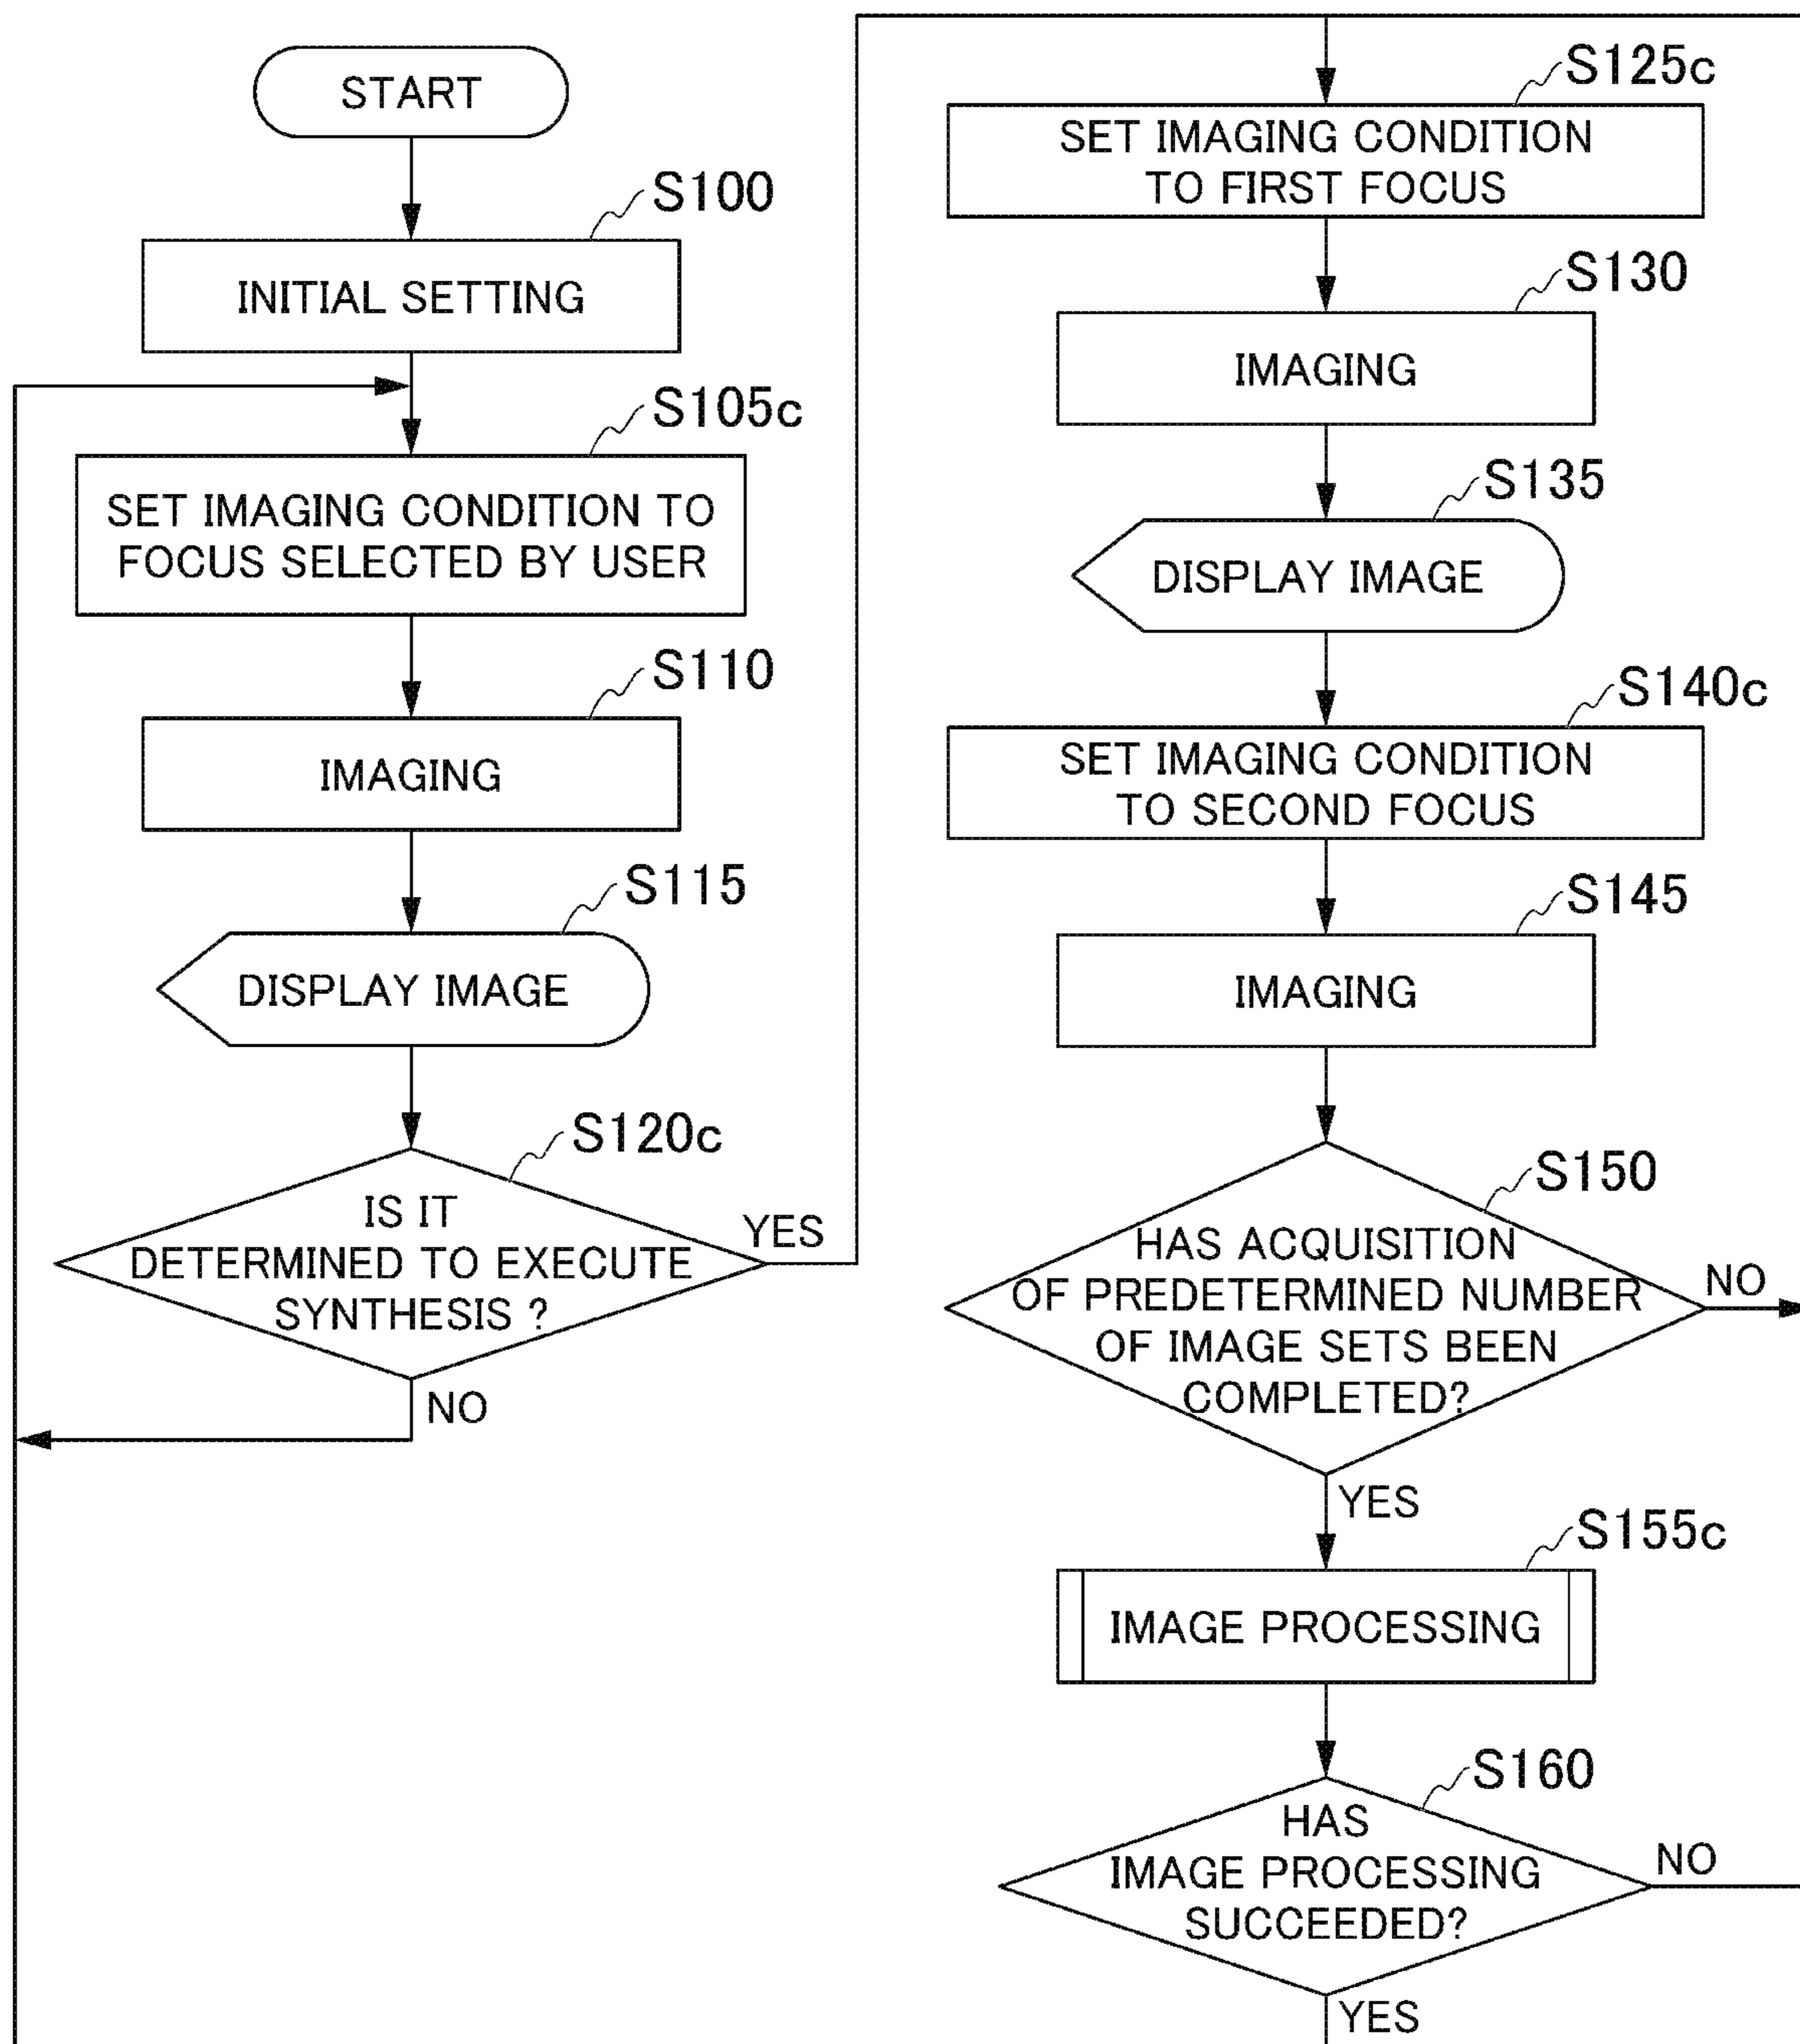 START
S100
INITIAL SETTING
S105c
SET IMAGING CONDITION TO
FOCUS SELECTED BY USER
S110
IMAGING
S115
DISPLAY IMAGE
S120c
IS IT
DETERMINED TO EXECUTE
SYNTHESIS ?
YES
NO
S125c
SET IMAGING CONDITION
TO FIRST FOCUS
S130
IMAGING
S135
DISPLAY IMAGE
S140c
SET IMAGING CONDITION
TO SECOND FOCUS
S145
IMAGING
S150
HAS ACQUISITION
OF PREDETERMINED NUMBER
OF IMAGE SETS BEEN
COMPLETED?
NO
YES
S155c
IMAGE PROCESSING
S160
HAS
IMAGE PROCESSING
SUCCEEDED?
NO
YES